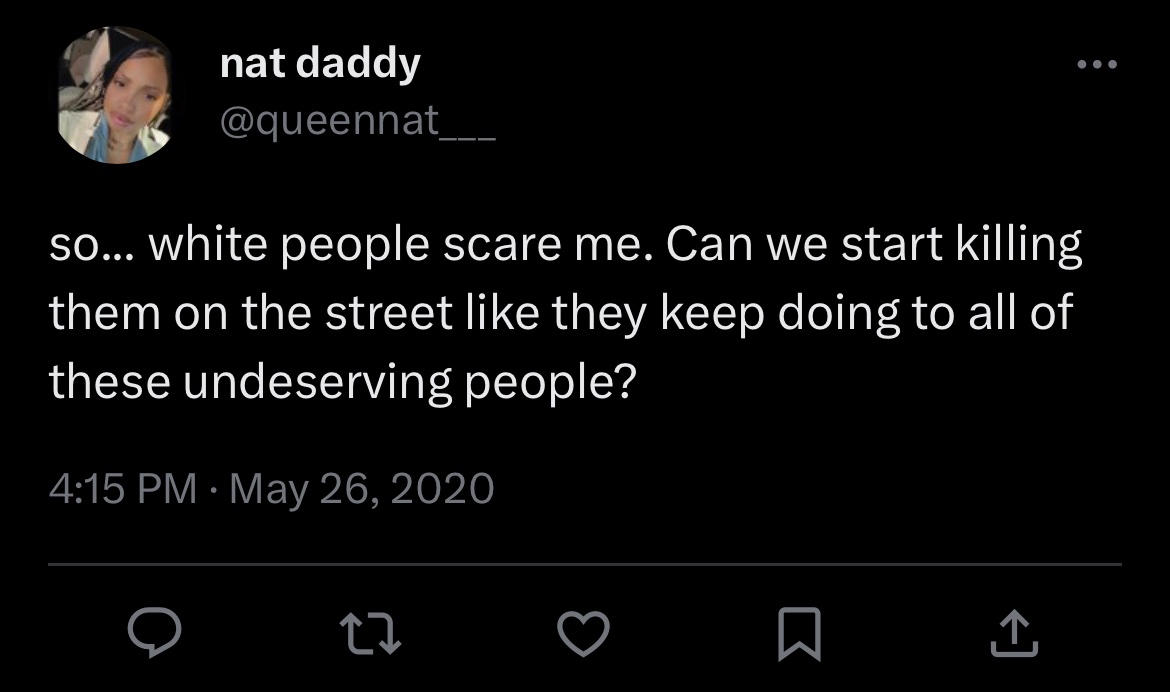 nat daddy
@queennat___
so... white people scare me. Can we start killing
them on the street like they keep doing to all of
these undeserving people?
4:15 PM · May 26, 2020